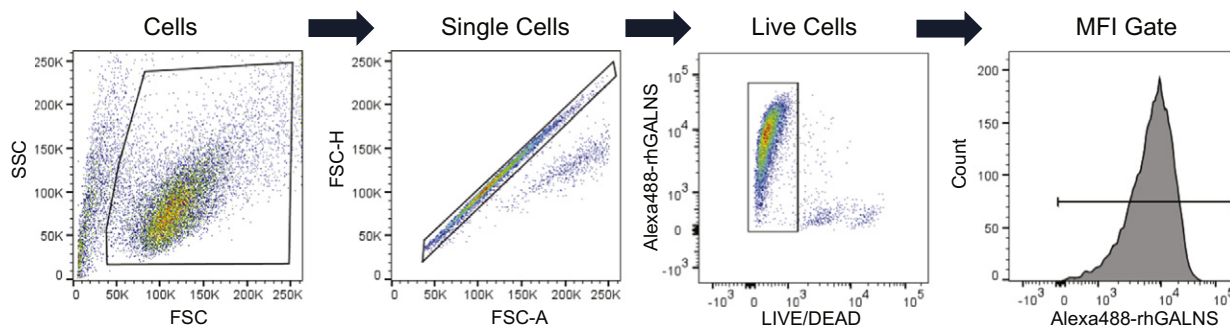 Cells
Single Cells
Live Cells
MFI Gate
SSC
250K
200K
150K
100K
50K
0
0 50K 100K 150K 200K 250K
FSC
FSC-H
250K
200K
150K
100K
50K
0
0 50K 100K 150K 200K 250K
FSC-A
Alexa488-rhGALNS
10^5
10^4
10^3
0
-10^3
-10^3 0 10^3 10^4 10^5
LIVE/DEAD
Count
200
150
100
50
0
-10^3 0 10^3 10^4 10^5
Alexa488-rhGALNS